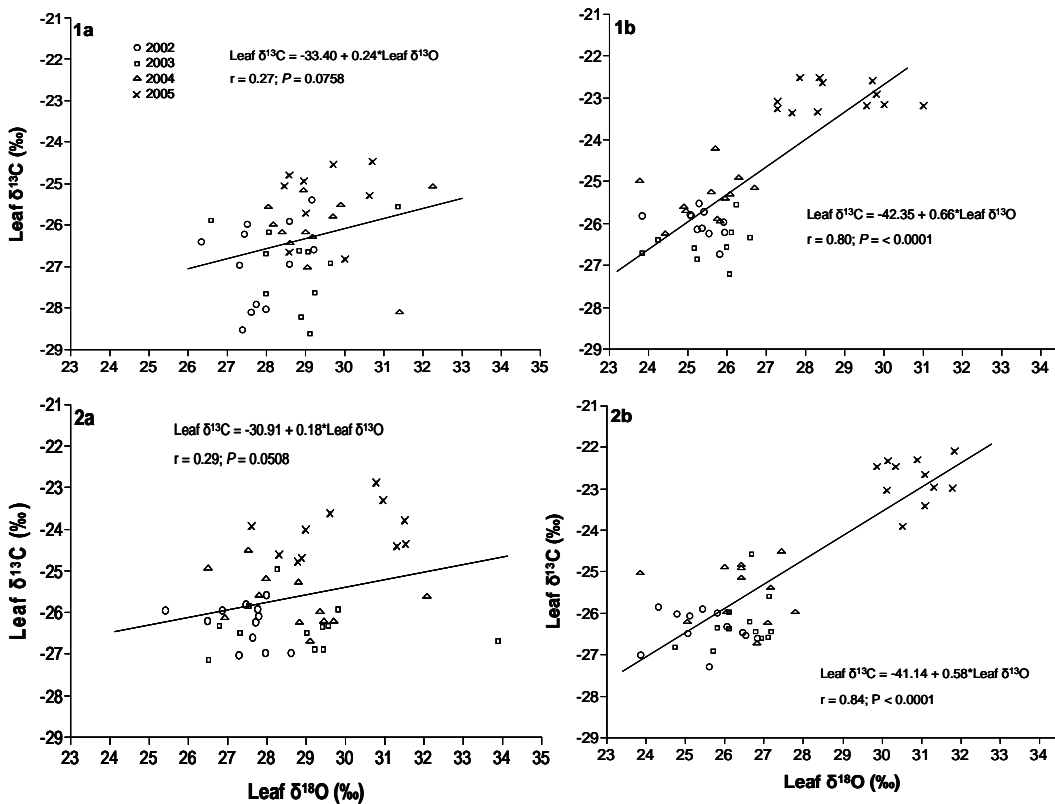 1a
2002
2003
2004
2005
Leaf δ¹³C = -33.40 + 0.24*Leaf δ¹³O
r = 0.27; P = 0.0758
Leaf δ¹³C (‰)
-21
-22
-23
-24
-25
-26
-27
-28
-29
23 24 25 26 27 28 29 30 31 32 33 34 35
1b
Leaf δ¹³C = -42.35 + 0.66*Leaf δ¹³O
r = 0.80; P = < 0.0001
-21
-22
-23
-24
-25
-26
-27
-28
-29
23 24 25 26 27 28 29 30 31 32 33 34
2a
Leaf δ¹³C = -30.91 + 0.18*Leaf δ¹³O
r = 0.29; P = 0.0508
Leaf δ¹³C (‰)
-21
-22
-23
-24
-25
-26
-27
-28
-29
23 24 25 26 27 28 29 30 31 32 33 34 35
Leaf δ¹⁸O (‰)
2b
Leaf δ¹³C = -41.14 + 0.58*Leaf δ¹³O
r = 0.84; P < 0.0001
Leaf δ¹³C (‰)
-21
-22
-23
-24
-25
-26
-27
-28
-29
23 24 25 26 27 28 29 30 31 32 33 34
Leaf δ¹⁸O (‰)